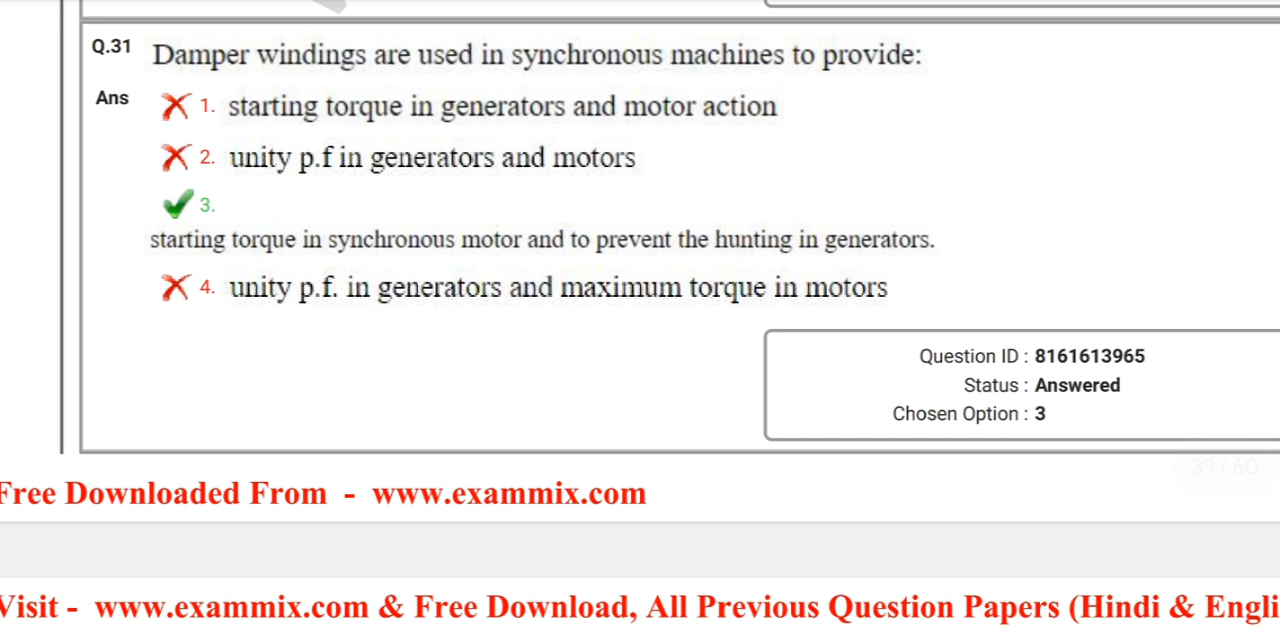 Q.31 Damper windings are used in synchronous machines to provide:
Ans 1. starting torque in generators and motor action
2. unity p.f in generators and motors
3.
starting torque in synchronous motor and to prevent the hunting in generators.
4. unity p.f. in generators and maximum torque in motors
Question ID : 8161613965
Status : Answered
Chosen Option : 3
39 / 60
Free Downloaded From - www.exammix.com
Visit - www.exammix.com & Free Download, All Previous Question Papers (Hindi & Engli